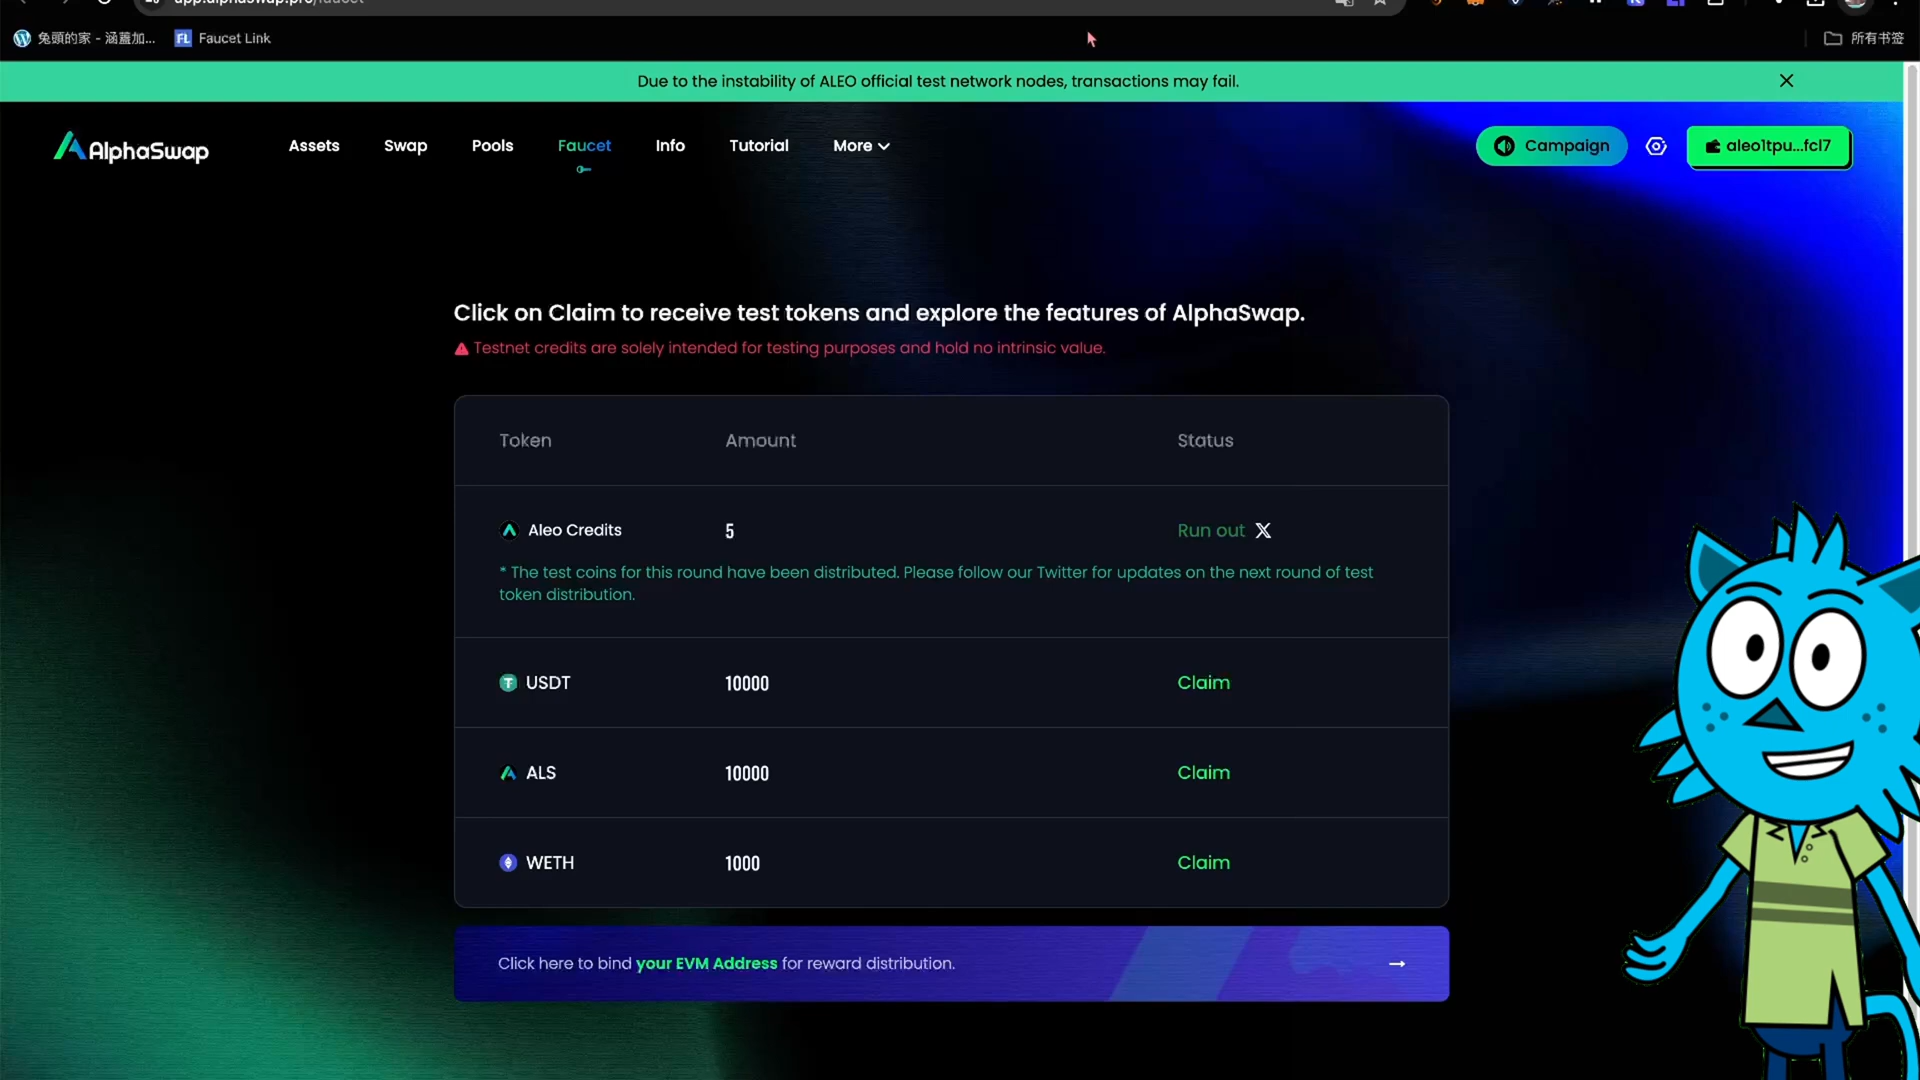 app.alphaswap.pro/faucet
兔頭的家 - 涵蓋加...
FL Faucet Link
所有书签
Due to the instability of ALEO official test network nodes, transactions may fail.
AlphaSwap
Assets
Swap
Pools
Faucet
Info
Tutorial
More
Campaign
aleo1tpu...fcl7
Click on Claim to receive test tokens and explore the features of AlphaSwap.
Testnet credits are solely intended for testing purposes and hold no intrinsic value.
Token Amount Status
Aleo Credits 5 Run out
* The test coins for this round have been distributed. Please follow our Twitter for updates on the next round of test
token distribution.
USDT 10000 Claim
ALS 10000 Claim
WETH 1000 Claim
Click here to bind your EVM Address for reward distribution.